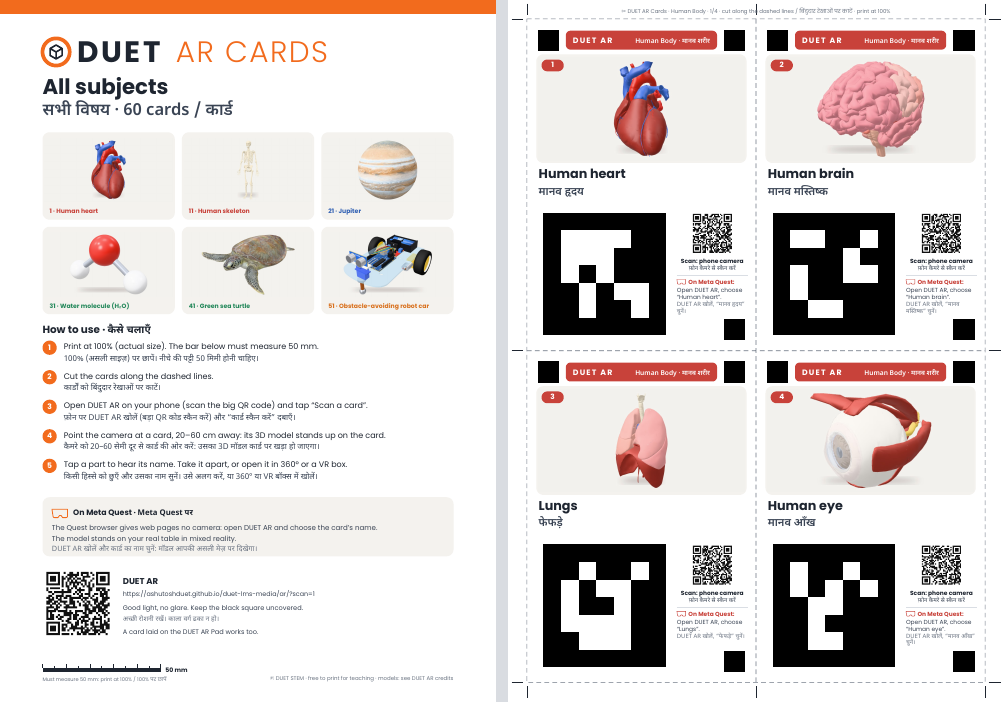 DUET AR CARDS
All subjects
सभी विषय · 60 cards / कार्ड
1 · Human heart
11 · Human skeleton
21 · Jupiter
31 · Water molecule (H₂O)
41 · Green sea turtle
51 · Obstacle-avoiding robot car
How to use · कैसे चलाएँ
1 Print at 100% (actual size). The bar below must measure 50 mm.
100% (असली साइज़) पर छापें। नीचे की पट्टी 50 मिमी होनी चाहिए।
2 Cut the cards along the dashed lines.
कार्डों को बिंदुदार रेखाओं पर काटें।
3 Open DUET AR on your phone (scan the big QR code) and tap “Scan a card”.
फ़ोन पर DUET AR खोलें (बड़ा QR कोड स्कैन करें) और “कार्ड स्कैन करें” दबाएँ।
4 Point the camera at a card, 20–60 cm away: its 3D model stands up on the card.
कैमरे को 20–60 सेमी दूर से कार्ड की ओर करें: उसका 3D मॉडल कार्ड पर खड़ा हो जाएगा।
5 Tap a part to hear its name. Take it apart, or open it in 360° or a VR box.
किसी हिस्से को छुएँ और उसका नाम सुनें। उसे अलग करें, या 360° या VR बॉक्स में खोलें।
On Meta Quest · Meta Quest पर
The Quest browser gives web pages no camera: open DUET AR and choose the card’s name.
The model stands on your real table in mixed reality.
DUET AR खोलें और कार्ड का नाम चुनें: मॉडल आपकी असली मेज़ पर दिखेगा।
DUET AR
https://ashutoshduet.github.io/duet-lms-media/ar/?scan=1
Good light, no glare. Keep the black square uncovered.
अच्छी रोशनी रखें। काला वर्ग ढका न हो।
A card laid on the DUET AR Pad works too.
50 mm
Must measure 50 mm: print at 100% / 100% पर छापें
© DUET STEM · free to print for teaching · models: see DUET AR credits
✂ DUET AR Cards · Human Body · 1/4 · cut along the dashed lines / बिंदुदार रेखाओं पर काटें · print at 100%
DUET AR Human Body · मानव शरीर
1
Human heart
मानव हृदय
Scan: phone camera
फ़ोन कैमरे से स्कैन करें
On Meta Quest:
Open DUET AR, choose
“Human heart”.
DUET AR खोलें, “मानव हृदय”
चुनें।
DUET AR Human Body · मानव शरीर
2
Human brain
मानव मस्तिष्क
Scan: phone camera
फ़ोन कैमरे से स्कैन करें
On Meta Quest:
Open DUET AR, choose
“Human brain”.
DUET AR खोलें, “मानव
मस्तिष्क” चुनें।
DUET AR Human Body · मानव शरीर
3
Lungs
फेफड़े
Scan: phone camera
फ़ोन कैमरे से स्कैन करें
On Meta Quest:
Open DUET AR, choose
“Lungs”.
DUET AR खोलें, “फेफड़े” चुनें।
DUET AR Human Body · मानव शरीर
4
Human eye
मानव आँख
Scan: phone camera
फ़ोन कैमरे से स्कैन करें
On Meta Quest:
Open DUET AR, choose
“Human eye”.
DUET AR खोलें, “मानव आँख”
चुनें।